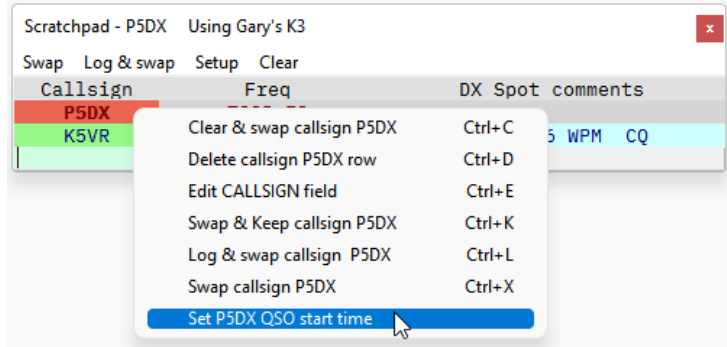 Scratchpad - P5DX Using Gary's K3 x
Swap Log & swap Setup Clear
Callsign Freq DX Spot comments
P5DX
K5VR WPM CQ
Clear & swap callsign P5DX Ctrl+C
Delete callsign P5DX row Ctrl+D
Edit CALLSIGN field Ctrl+E
Swap & Keep callsign P5DX Ctrl+K
Log & swap callsign P5DX Ctrl+L
Swap callsign P5DX Ctrl+X
Set P5DX QSO start time